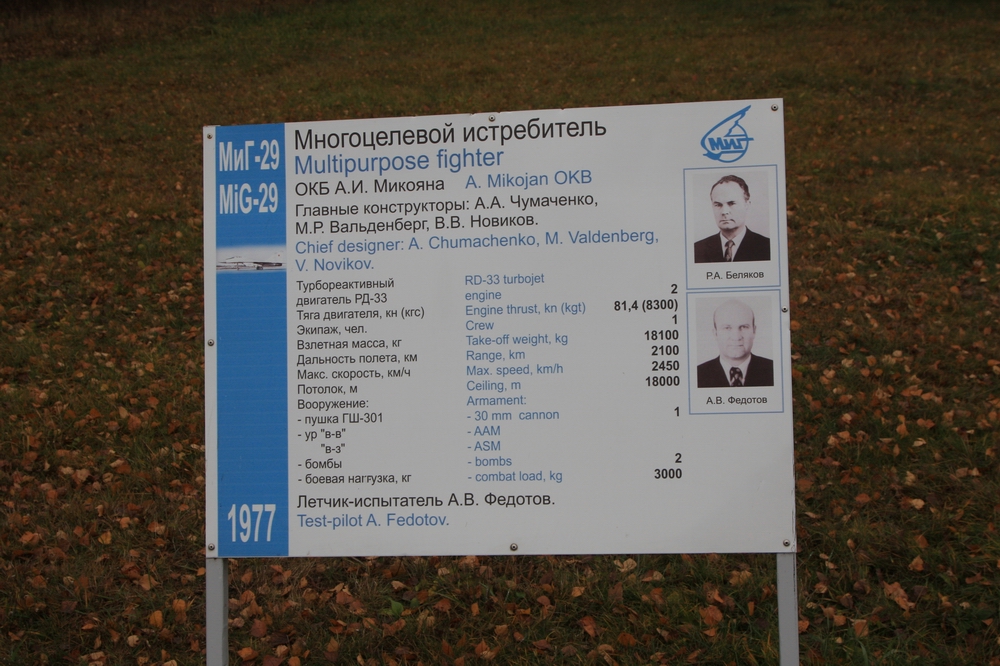 МиГ-29
MiG-29
1977
Многоцелевой истребитель
Multipurpose fighter
ОКБ А.И. Микояна A. Mikojan OKB
Главные конструкторы: А.А. Чумаченко,
М.Р. Вальденберг, В.В. Новиков.
Chief designer: A. Chumachenko, M. Valdenberg,
V. Novikov.
Турбореактивный RD-33 turbojet
двигатель РД-33 engine 2
Тяга двигателя, кн (кгс) Engine thrust, kn (kgt) 81,4 (8300)
Экипаж, чел. Crew 1
Взлетная масса, кг Take-off weight, kg 18100
Дальность полета, км Range, km 2100
Макс. скорость, км/ч Max. speed, km/h 2450
Потолок, м Ceiling, m 18000
Вооружение: Armament:
- пушка ГШ-301 - 30 mm cannon 1
- ур "в-в" - AAM
"в-з" - ASM
- бомбы - bombs 2
- боевая наггузка, кг - combat load, kg 3000
Летчик-испытатель А.В. Федотов.
Test-pilot A. Fedotov.
МиГ
Р.А. Беляков
А.В. Федотов